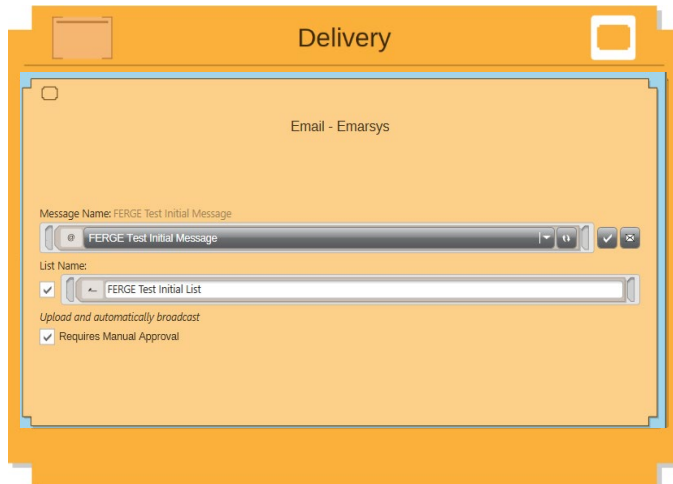 Delivery
Email - Emarsys
Message Name: FERGE Test Initial Message
@ FERGE Test Initial Message
List Name:
FERGE Test Initial List
Upload and automatically broadcast
Requires Manual Approval